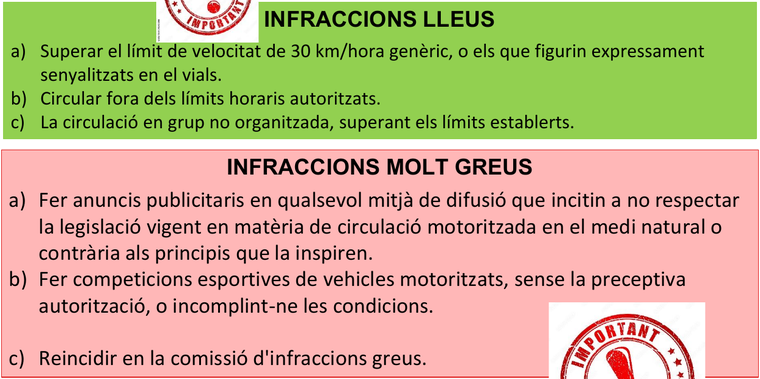 IMPORTANT
INFRACCIONS LLEUS
a) Superar el límit de velocitat de 30 km/hora genèric, o els que figurin expressament
senyalitzats en el vials.
b) Circular fora dels límits horaris autoritzats.
c) La circulació en grup no organitzada, superant els límits establerts.
INFRACCIONS MOLT GREUS
a) Fer anuncis publicitaris en qualsevol mitjà de difusió que incitin a no respectar
la legislació vigent en matèria de circulació motoritzada en el medi natural o
contrària als principis que la inspiren.
b) Fer competicions esportives de vehicles motoritzats, sense la preceptiva
autorització, o incomplint-ne les condicions.
c) Reincidir en la comissió d'infraccions greus.
IMPORTANT